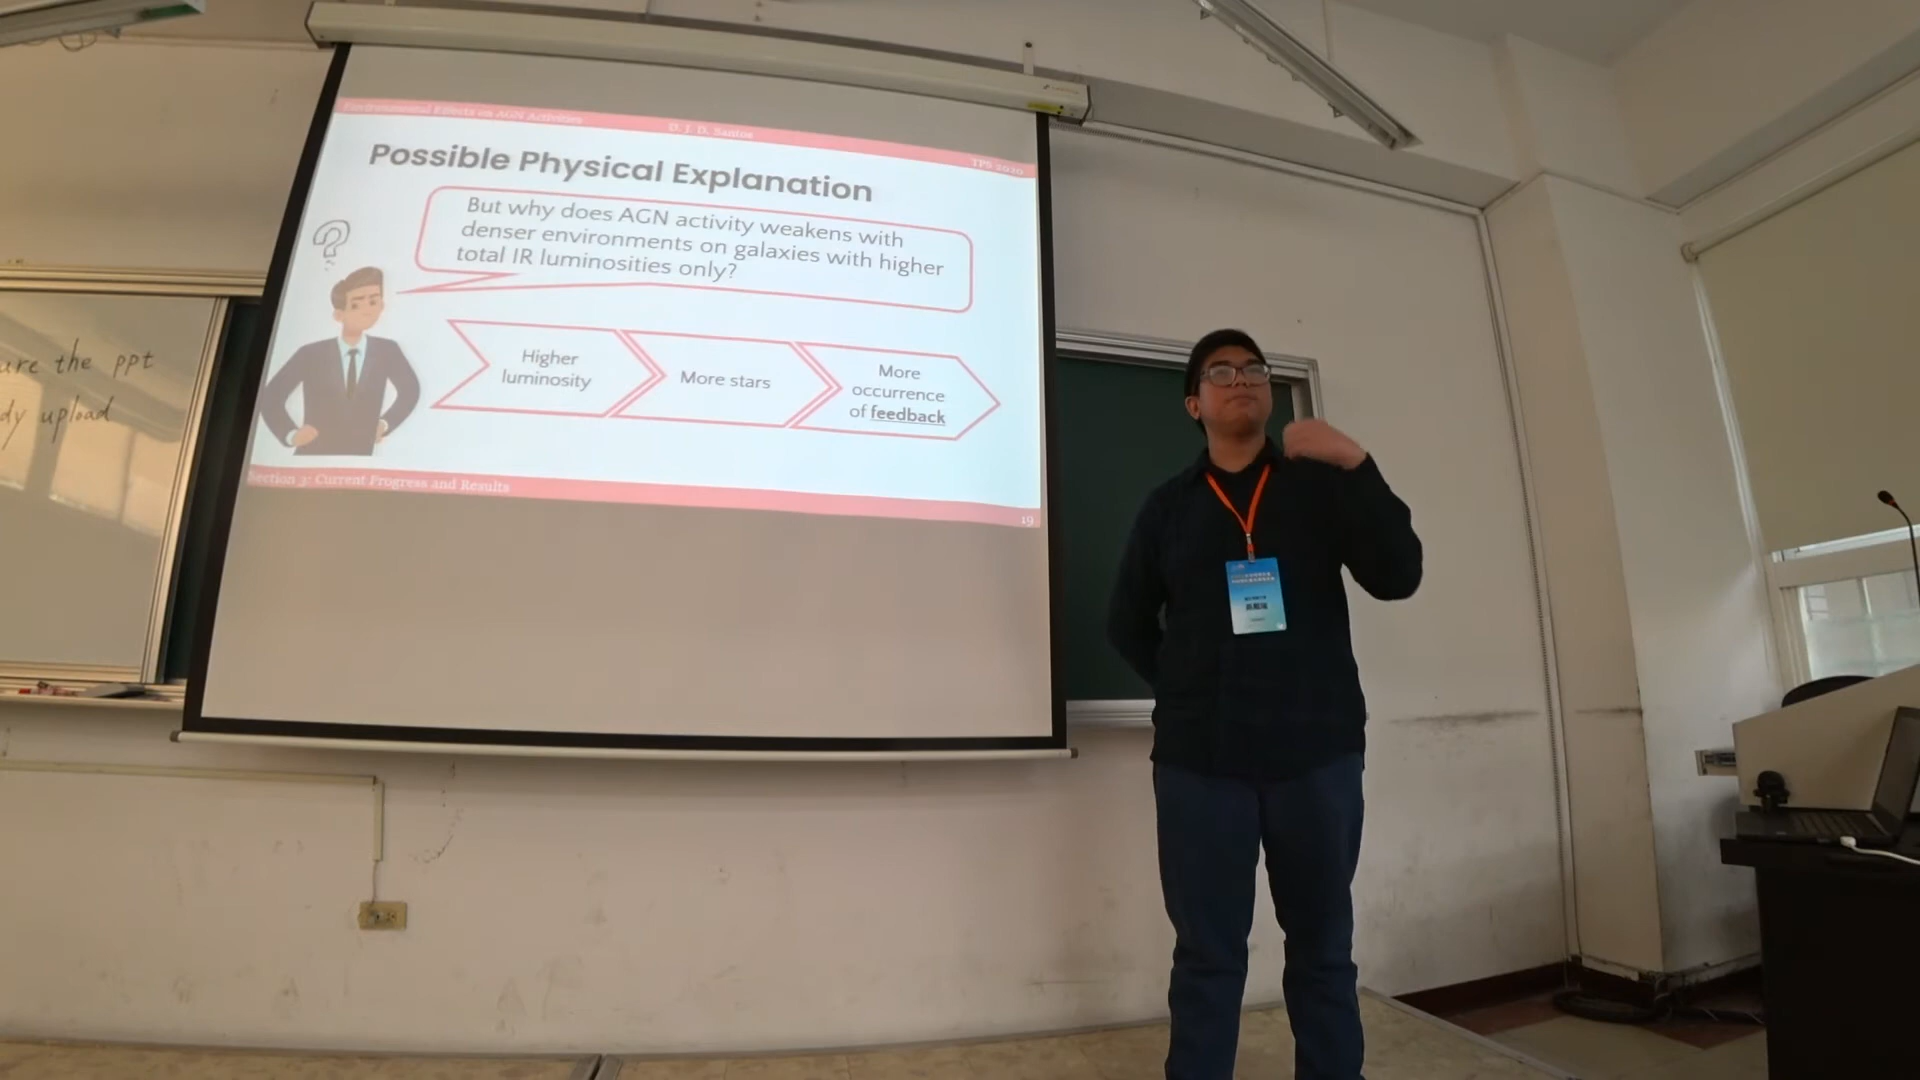 Environmental Effects on AGN Activities
D. J. D. Santos
TPS 2020
Possible Physical Explanation
But why does AGN activity weakens with
denser environments on galaxies with higher
total IR luminosities only?
Higher
luminosity
More stars
More
occurrence
of feedback
Section 3: Current Progress and Results
19
the ppt
upload